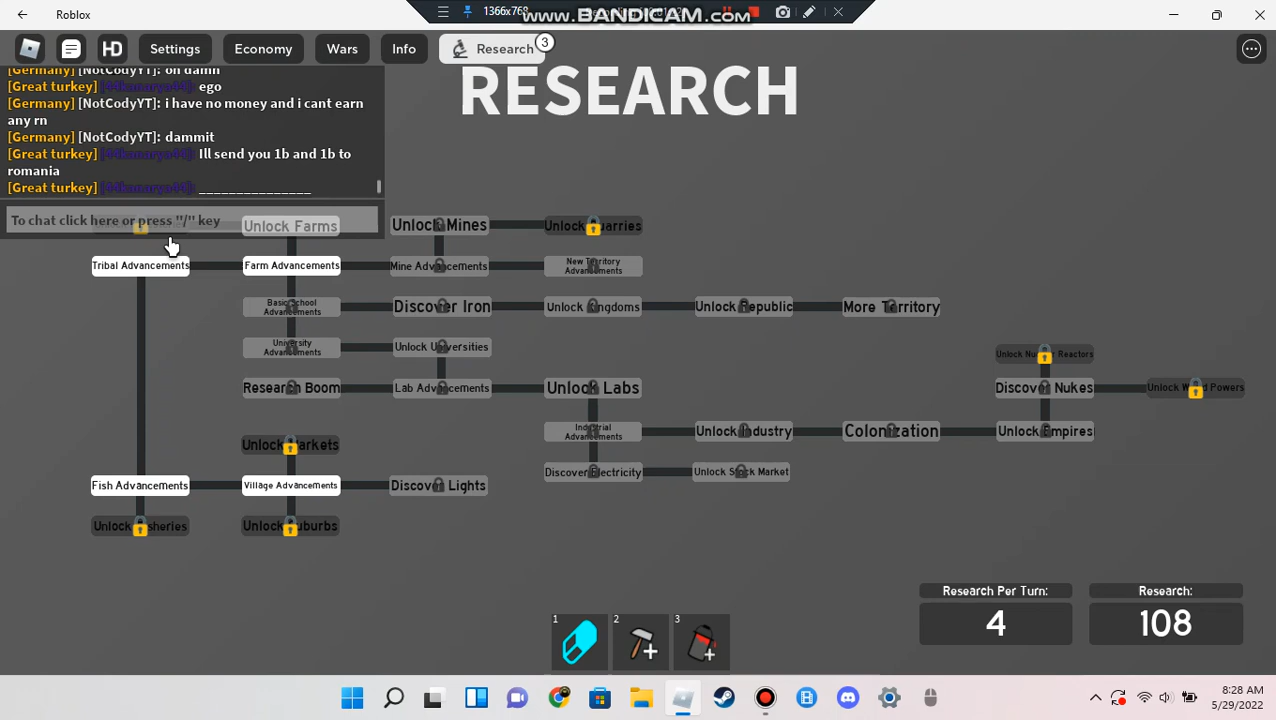 Roblox
1366x768
www.BANDICAM.com
HD
Settings
Economy
Wars
Info
Research
3
RESEARCH
[Germany] [NotCodyYT]: oh damn
[Great turkey] ego
[Germany] [NotCodyYT]: i have no money and i cant earn
any rn
[Germany] [NotCodyYT]: dammit
[Great turkey] Ill send you 1b and 1b to
romania
[Great turkey] _______________
To chat click here or press "/" key
Unlock Farms
Unlock Mines
Unlock Quarries
Tribal Advancements
Farm Advancements
Mine Advancements
New Territory
Advancements
Basic School
Advancements
Discover Iron
Unlock Kingdoms
Unlock Republic
More Territory
University
Advancements
Unlock Universities
Unlock Nuclear Reactors
Research Boom
Lab Advancements
Unlock Labs
Discover Nukes
Unlock World Powers
Unlock Markets
Industrial
Advancements
Unlock Industry
Colonization
Unlock Empires
Discover Electricity
Unlock Stock Market
Fish Advancements
Village Advancements
Discover Lights
Unlock Fisheries
Unlock Suburbs
Research Per Turn:
4
Research:
108
1
2
3
8:28 AM
5/29/2022